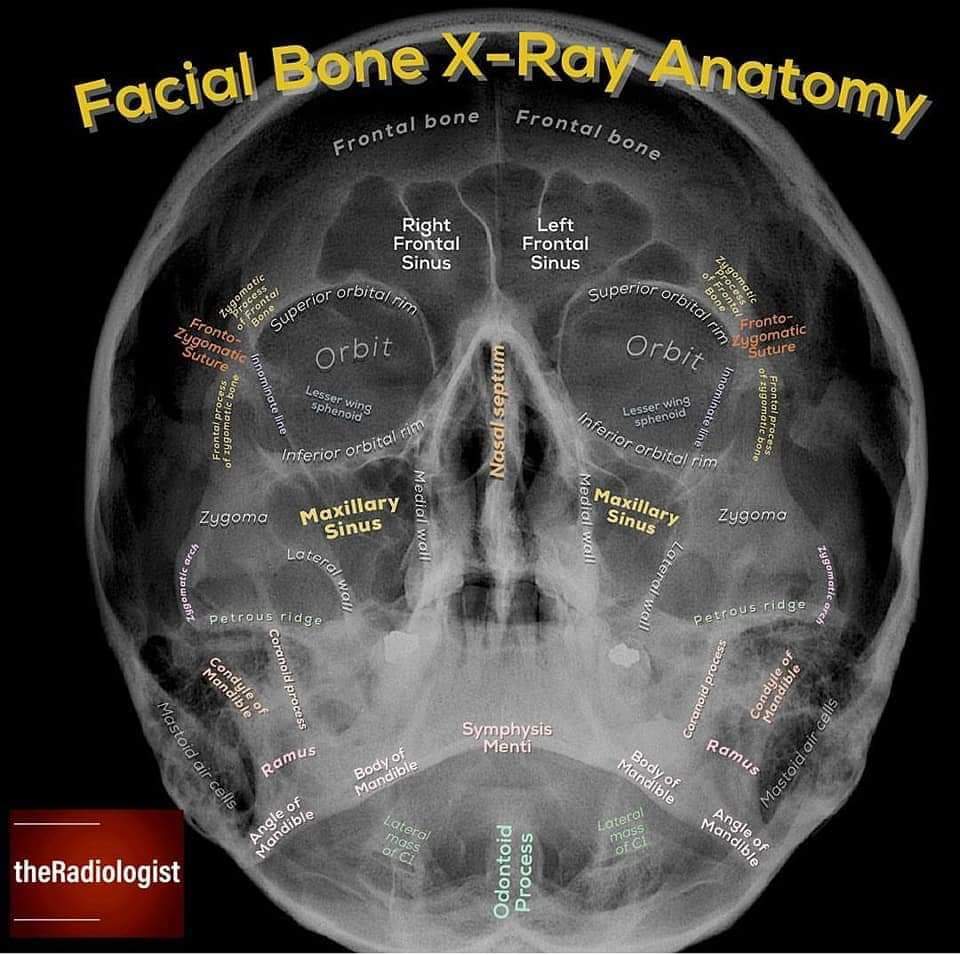 Facial Bone X-Ray Anatomy
Frontal bone
Frontal bone
Right
Frontal
Sinus
Left
Frontal
Sinus
Zygomatic
Process
of Frontal
Bone
Superior orbital rim
Superior orbital rim
Zygomatic
Process
of Frontal
Bone
Fronto-
Zygomatic
Suture
Orbit
Nasal septum
Orbit
Fronto-
Zygomatic
Suture
Innominate line
Lesser wing
sphenoid
Lesser wing
sphenoid
Innominate line
Frontal process
of zygomatic bone
Inferior orbital rim
Inferior orbital rim
Frontal process
of zygomatic bone
Zygoma
Maxillary
Sinus
Medial wall
Medial wall
Maxillary
Sinus
Zygoma
Zygomatic arch
Lateral wall
Lateral wall
Zygomatic arch
Petrous ridge
Petrous ridge
Condyle of
Mandible
Coranoid process
Coranoid process
Condyle of
Mandible
Mastoid air cells
Ramus
Body of
Mandible
Symphysis
Menti
Body of
Mandible
Ramus
Mastoid air cells
Angle of
Mandible
Lateral
mass
of C1
Odontoid
Process
Lateral
mass
of C1
Angle of
Mandible
theRadiologist